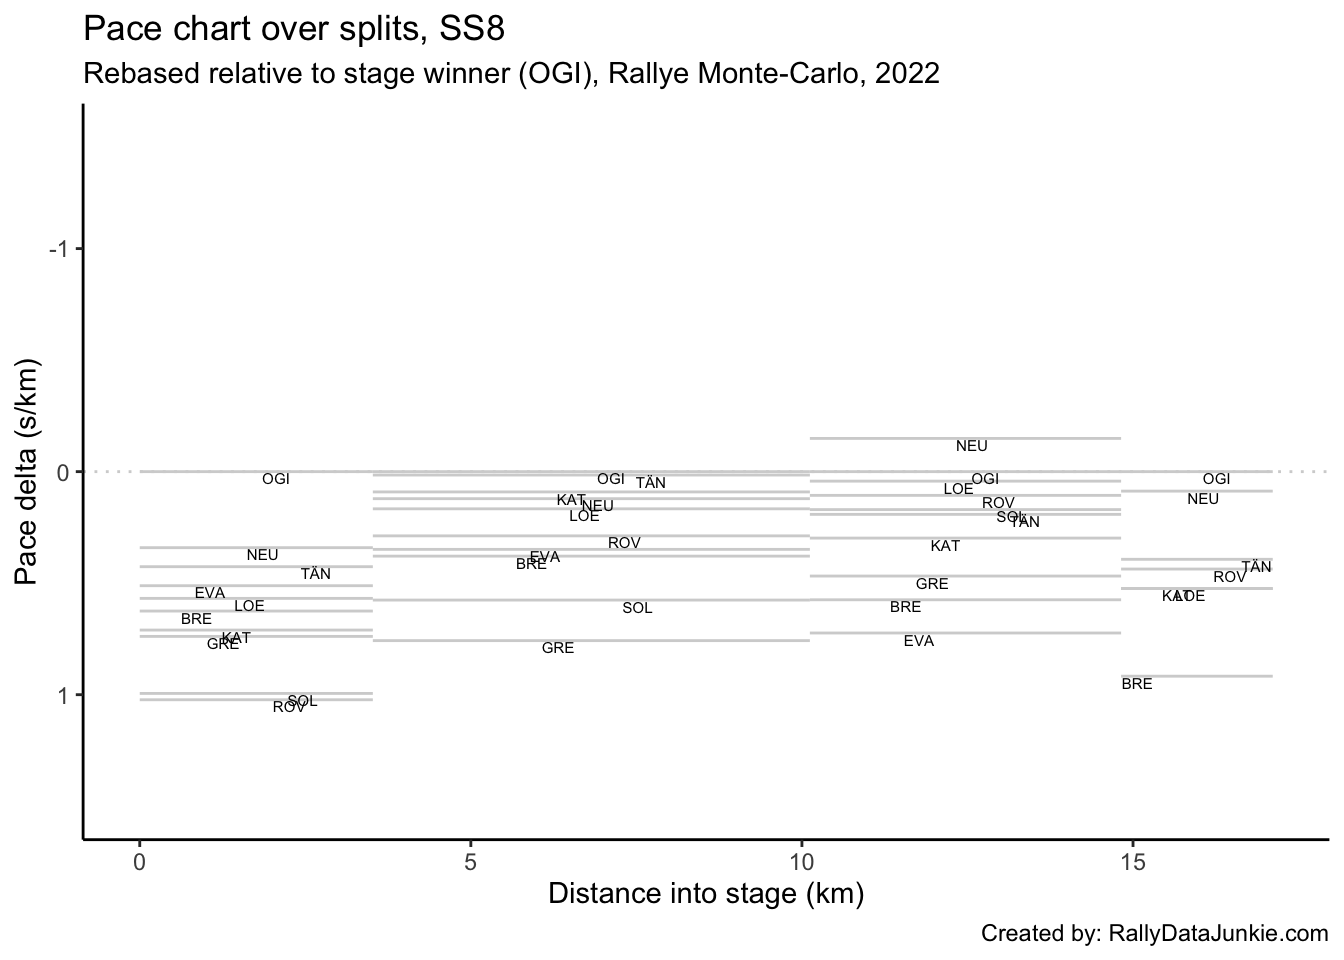 Pace chart over splits, SS8
Rebased relative to stage winner (OGI), Rallye Monte-Carlo, 2022
Pace delta (s/km)
-1
0
1
OGI
NEU
TÄN
EVA
LOE
BRE
KAT
GRE
SOL
ROV
OGI
TÄN
KAT
NEU
LOE
ROV
EVA
BRE
SOL
GRE
NEU
OGI
LOE
ROV
SOL
TÄN
KAT
GRE
BRE
EVA
OGI
NEU
TÄN
ROV
KAT
LOE
BRE
0 5 10 15
Distance into stage (km)
Created by: RallyDataJunkie.com